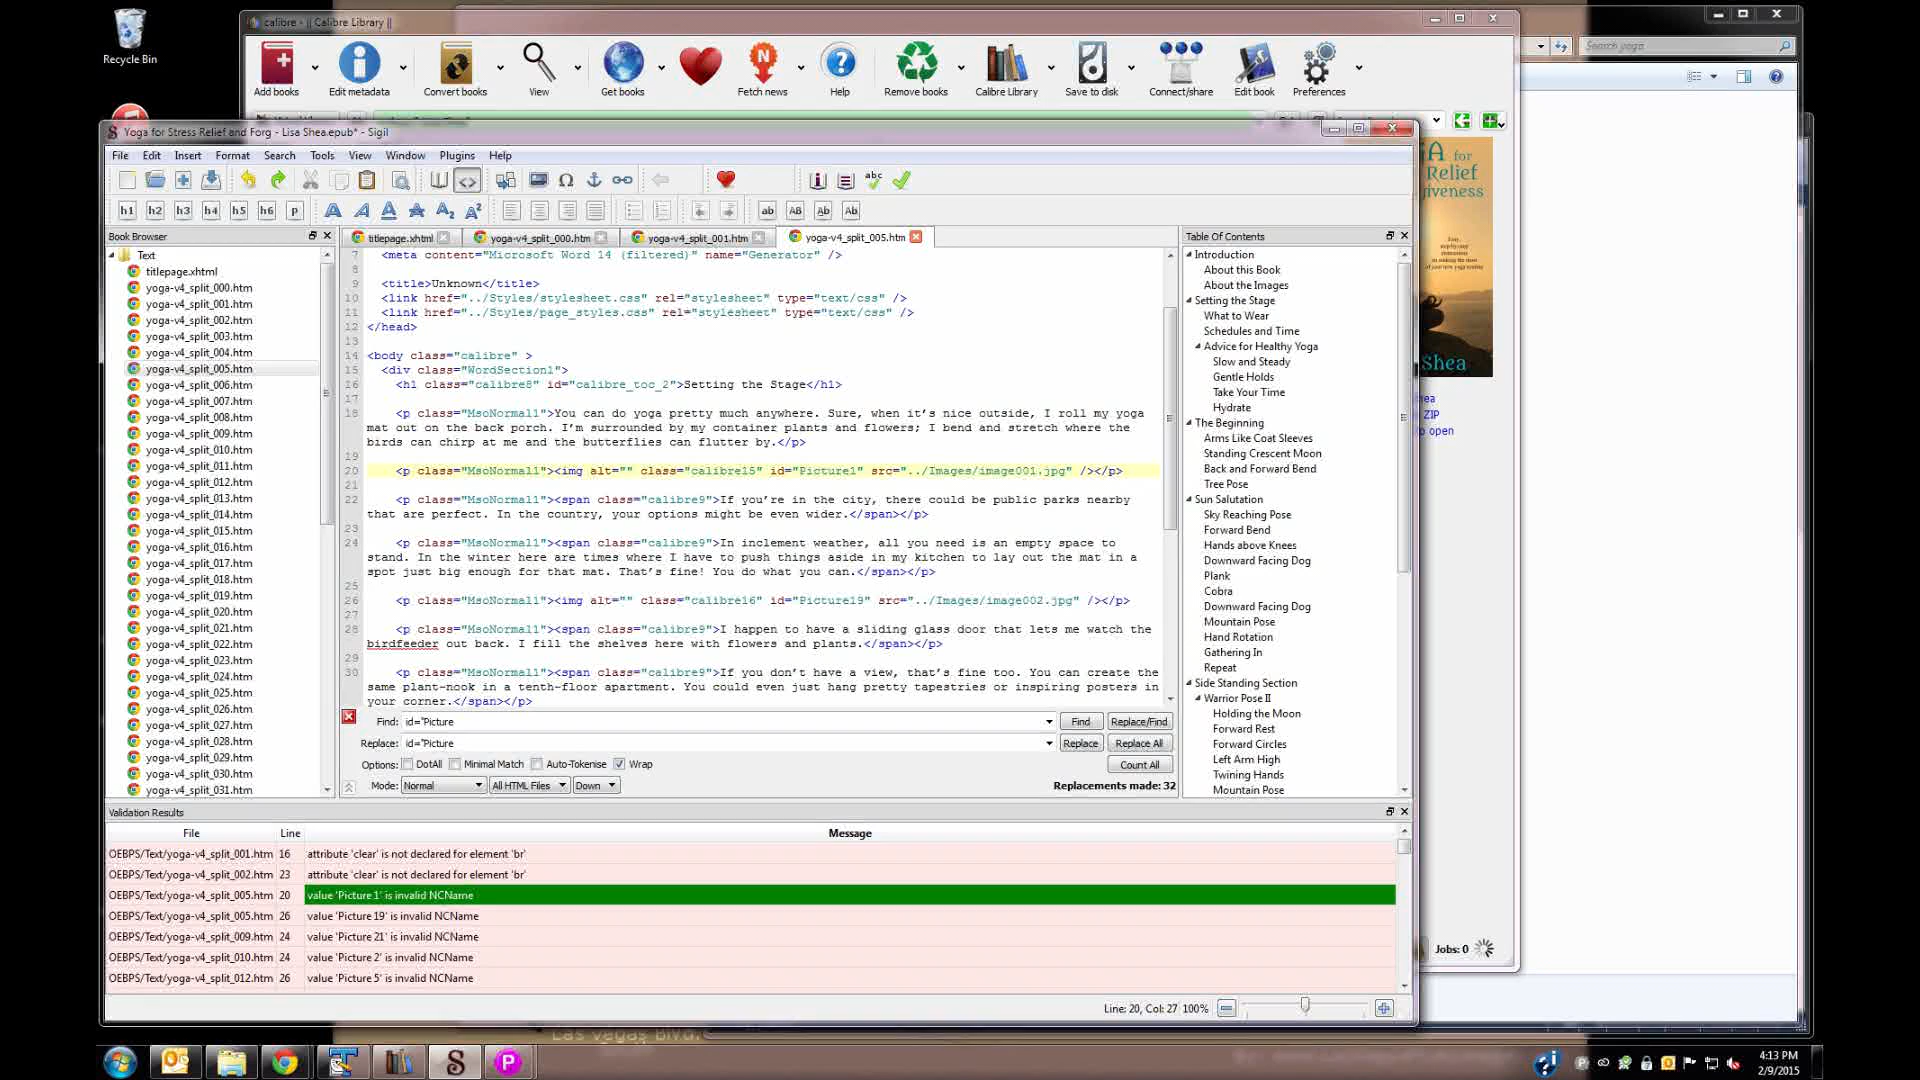 Recycle Bin
calibre - || Calibre Library ||
Search yoga
Add books
Edit metadata
Convert books
View
Get books
Fetch news
Help
Remove books
Calibre Library
Save to disk
Connect/share
Edit book
Preferences
Yoga for Stress Relief and Forg - Lisa Shea.epub* - Sigil
File Edit Insert Format Search Tools View Window Plugins Help
h1 h2 h3 h4 h5 h6 p
Book Browser
Text
titlepage.xhtml
yoga-v4_split_000.htm
yoga-v4_split_001.htm
yoga-v4_split_002.htm
yoga-v4_split_003.htm
yoga-v4_split_004.htm
yoga-v4_split_005.htm
yoga-v4_split_006.htm
yoga-v4_split_007.htm
yoga-v4_split_008.htm
yoga-v4_split_009.htm
yoga-v4_split_010.htm
yoga-v4_split_011.htm
yoga-v4_split_012.htm
yoga-v4_split_013.htm
yoga-v4_split_014.htm
yoga-v4_split_015.htm
yoga-v4_split_016.htm
yoga-v4_split_017.htm
yoga-v4_split_018.htm
yoga-v4_split_019.htm
yoga-v4_split_020.htm
yoga-v4_split_021.htm
yoga-v4_split_022.htm
yoga-v4_split_023.htm
yoga-v4_split_024.htm
yoga-v4_split_025.htm
yoga-v4_split_026.htm
yoga-v4_split_027.htm
yoga-v4_split_028.htm
yoga-v4_split_029.htm
yoga-v4_split_030.htm
yoga-v4_split_031.htm
titlepage.xhtml yoga-v4_split_000.htm yoga-v4_split_001.htm yoga-v4_split_005.htm
7 <meta content="Microsoft Word 14 (filtered)" name="Generator" />
8
9 <title>Unknown</title>
10 <link href="../Styles/stylesheet.css" rel="stylesheet" type="text/css" />
11 <link href="../Styles/page_styles.css" rel="stylesheet" type="text/css" />
12 </head>
13
14 <body class="calibre" >
15 <div class="WordSection1">
16 <h1 class="calibre8" id="calibre_toc_2">Setting the Stage</h1>
17
18 <p class="MsoNormal1">You can do yoga pretty much anywhere. Sure, when it’s nice outside, I roll my yoga
mat out on the back porch. I’m surrounded by my container plants and flowers; I bend and stretch where the
birds can chirp at me and the butterflies can flutter by.</p>
19
20 <p class="MsoNormal1"><img alt="" class="calibre15" id="Picture1" src="../Images/image001.jpg" /></p>
21
22 <p class="MsoNormal1"><span class="calibre9">If you’re in the city, there could be public parks nearby
that are perfect. In the country, your options might be even wider.</span></p>
23
24 <p class="MsoNormal1"><span class="calibre9">In inclement weather, all you need is an empty space to
stand. In the winter here are times where I have to push things aside in my kitchen to lay out the mat in a
spot just big enough for that mat. That’s fine! You do what you can.</span></p>
25
26 <p class="MsoNormal1"><img alt="" class="calibre16" id="Picture19" src="../Images/image002.jpg" /></p>
27
28 <p class="MsoNormal1"><span class="calibre9">I happen to have a sliding glass door that lets me watch the
birdfeeder out back. I fill the shelves here with flowers and plants.</span></p>
29
30 <p class="MsoNormal1"><span class="calibre9">If you don’t have a view, that’s fine too. You can create the
same plant-nook in a tenth-floor apartment. You could even just hang pretty tapestries or inspiring posters in
your corner.</span></p>
Find: id="Picture Find Replace/Find
Replace: id="Picture Replace Replace All
Options: DotAll Minimal Match Auto-Tokenise Wrap Count All
Mode: Normal All HTML Files Down Replacements made: 32
Table Of Contents
Introduction
About this Book
About the Images
Setting the Stage
What to Wear
Schedules and Time
Advice for Healthy Yoga
Slow and Steady
Gentle Holds
Take Your Time
Hydrate
The Beginning
Arms Like Coat Sleeves
Standing Crescent Moon
Back and Forward Bend
Tree Pose
Sun Salutation
Sky Reaching Pose
Forward Bend
Hands above Knees
Downward Facing Dog
Plank
Cobra
Downward Facing Dog
Mountain Pose
Hand Rotation
Gathering In
Repeat
Side Standing Section
Warrior Pose II
Holding the Moon
Forward Rest
Forward Circles
Left Arm High
Twining Hands
Mountain Pose
A for
Relief
iveness
Shea
ZIP
open
Jobs: 0
Validation Results
File Line Message
OEBPS/Text/yoga-v4_split_001.htm 16 attribute 'clear' is not declared for element 'br'
OEBPS/Text/yoga-v4_split_002.htm 23 attribute 'clear' is not declared for element 'br'
OEBPS/Text/yoga-v4_split_005.htm 20 value 'Picture 1' is invalid NCName
OEBPS/Text/yoga-v4_split_005.htm 26 value 'Picture 19' is invalid NCName
OEBPS/Text/yoga-v4_split_009.htm 24 value 'Picture 21' is invalid NCName
OEBPS/Text/yoga-v4_split_010.htm 24 value 'Picture 2' is invalid NCName
OEBPS/Text/yoga-v4_split_012.htm 26 value 'Picture 5' is invalid NCName
Line: 20, Col: 27 100%
Las Vegas Blvd.
4:13 PM
2/9/2015